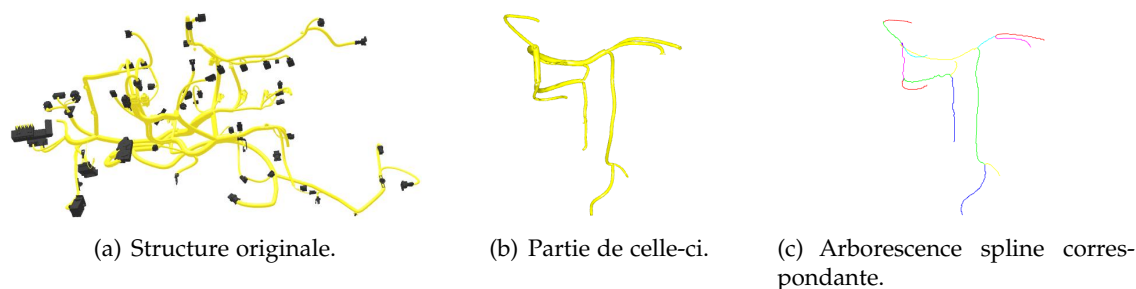 (a) Structure originale.
(b) Partie de celle-ci.
(c) Arborescence spline corres-
pondante.